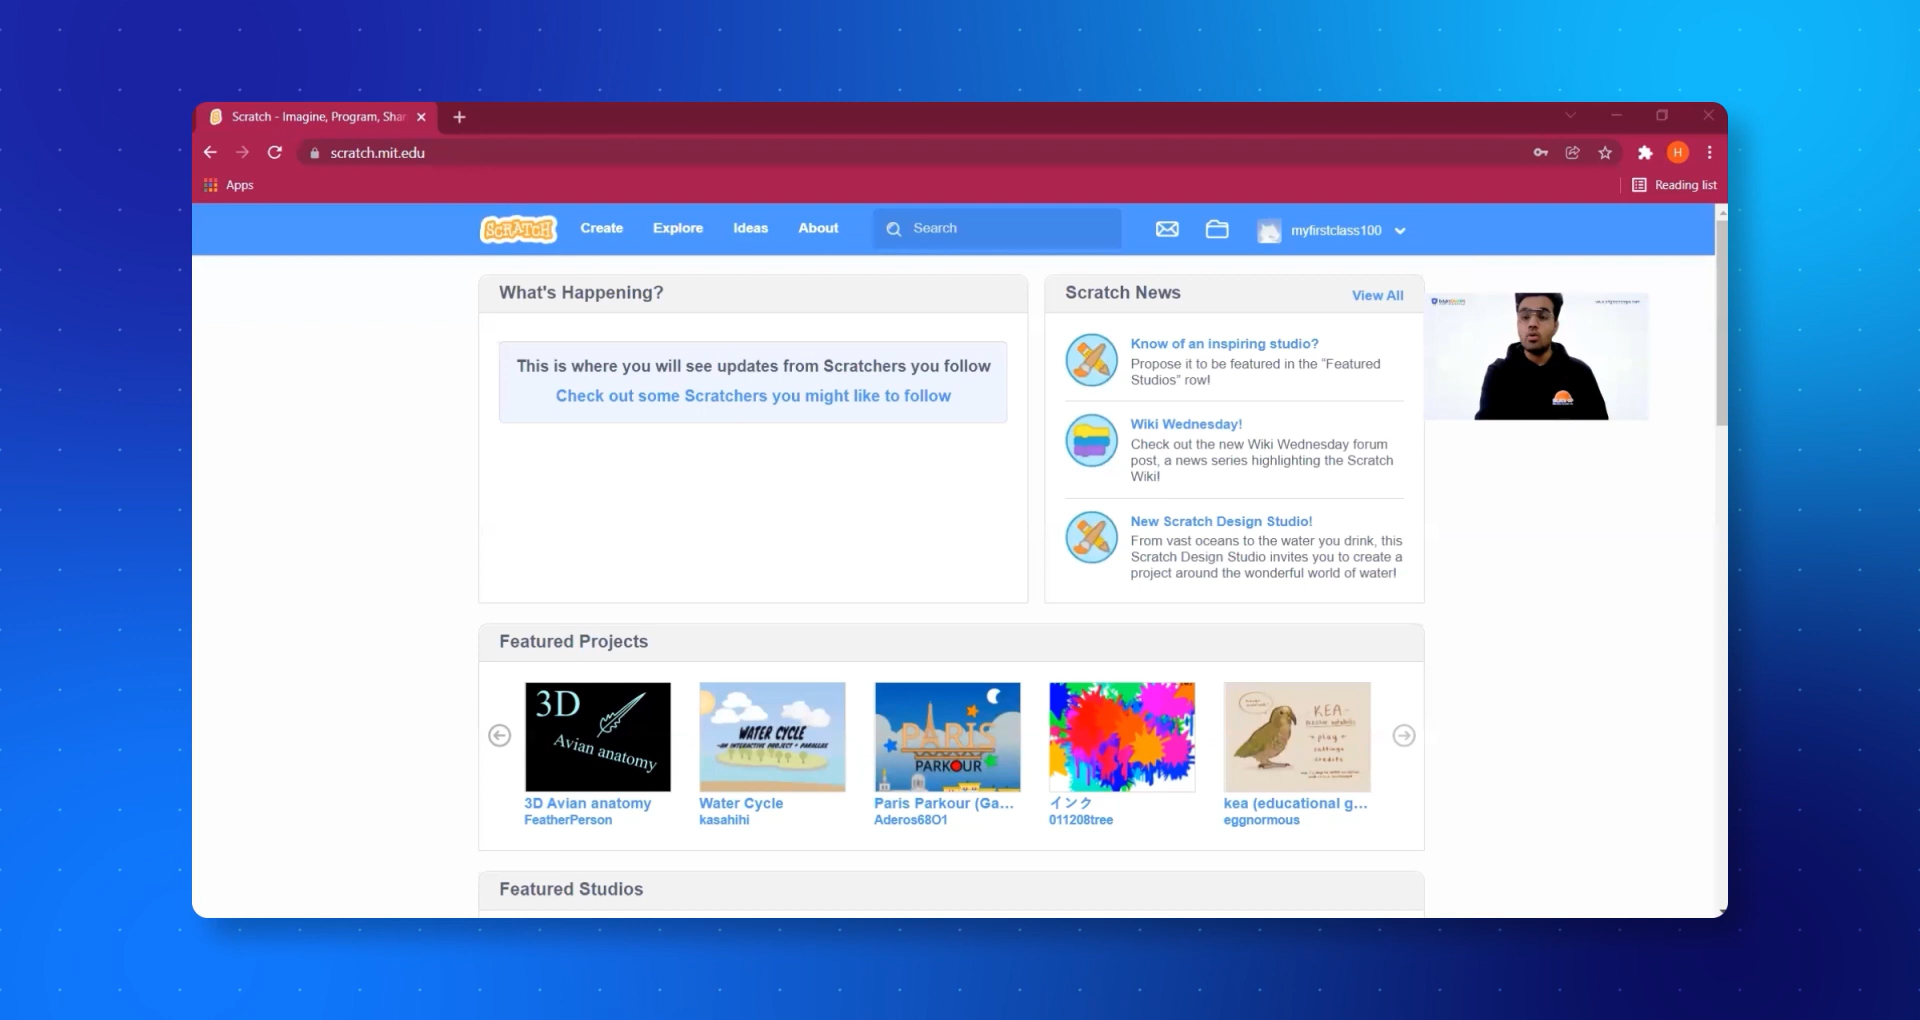 Scratch - Imagine, Program, Shar
scratch.mit.edu
H
Apps
Reading list
SCRATCH
Create
Explore
Ideas
About
Search
myfirstclass100
What's Happening?
This is where you will see updates from Scratchers you follow
Check out some Scratchers you might like to follow
Scratch News
View All
Know of an inspiring studio?
Propose it to be featured in the “Featured
Studios” row!
Wiki Wednesday!
Check out the new Wiki Wednesday forum
post, a news series highlighting the Scratch
Wiki!
New Scratch Design Studio!
From vast oceans to the water you drink, this
Scratch Design Studio invites you to create a
project around the wonderful world of water!
Featured Projects
3D
Avian anatomy
WATER CYCLE
PARIS
PARKOUR
KEA-
3D Avian anatomy
FeatherPerson
Water Cycle
kasahihi
Paris Parkour (Ga...
Aderos68O1
インク
011208tree
kea (educational g...
eggnormous
Featured Studios